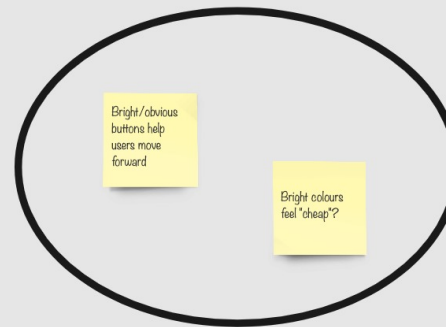 Bright/obvious
buttons help
users move
forward
Bright colours
feel "cheap"?